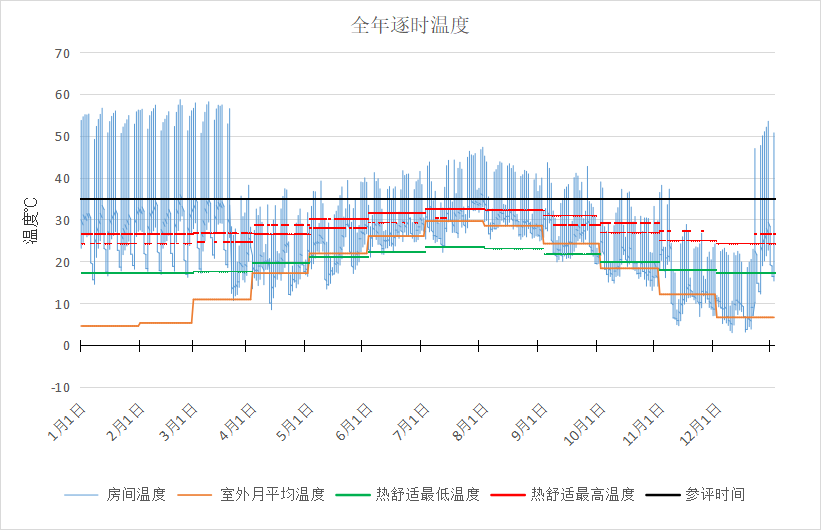 全年逐时温度
温度℃
70
60
50
40
30
20
10
0
-10
1月1日
2月1日
3月1日
4月1日
5月1日
6月1日
7月1日
8月1日
9月1日
10月1日
11月1日
12月1日
房间温度 室外月平均温度 热舒适最低温度 热舒适最高温度 参评时间